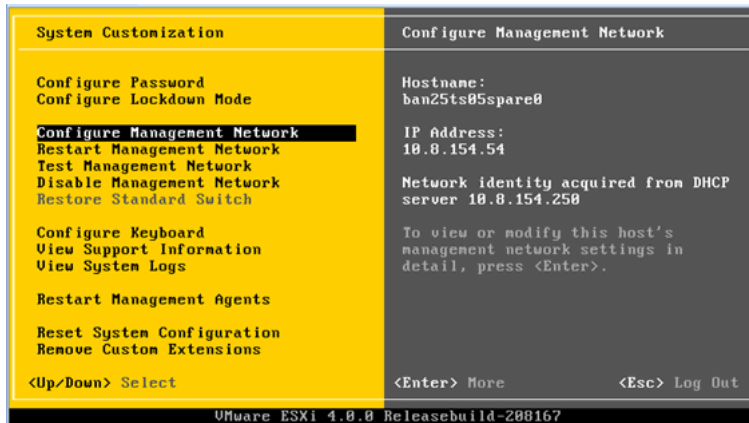 System Customization
Configure Password
Configure Lockdown Mode
Configure Management Network
Restart Management Network
Test Management Network
Disable Management Network
Restore Standard Switch
Configure Keyboard
View Support Information
View System Logs
Restart Management Agents
Reset System Configuration
Remove Custom Extensions
<Up/Down> Select
Configure Management Network
Hostname:
ban25ts05spare0
IP Address:
10.8.154.54
Network identity acquired from DHCP
server 10.8.154.250
To view or modify this host's
management network settings in
detail, press <Enter>.
<Enter> More
<Esc> Log Out
VMware ESXi 4.0.0 Releasebuild-208167